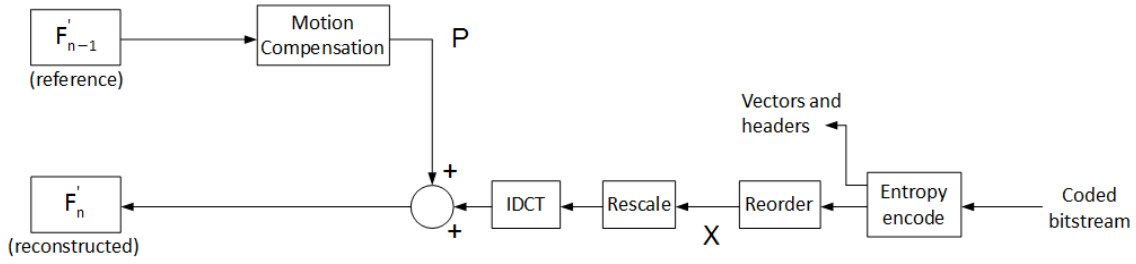 F'n−1
(reference)
Motion
Compensation
P
Vectors and
headers
+
F'n
(reconstructed)
+
IDCT
Rescale
X
Reorder
Entropy
encode
Coded
bitstream